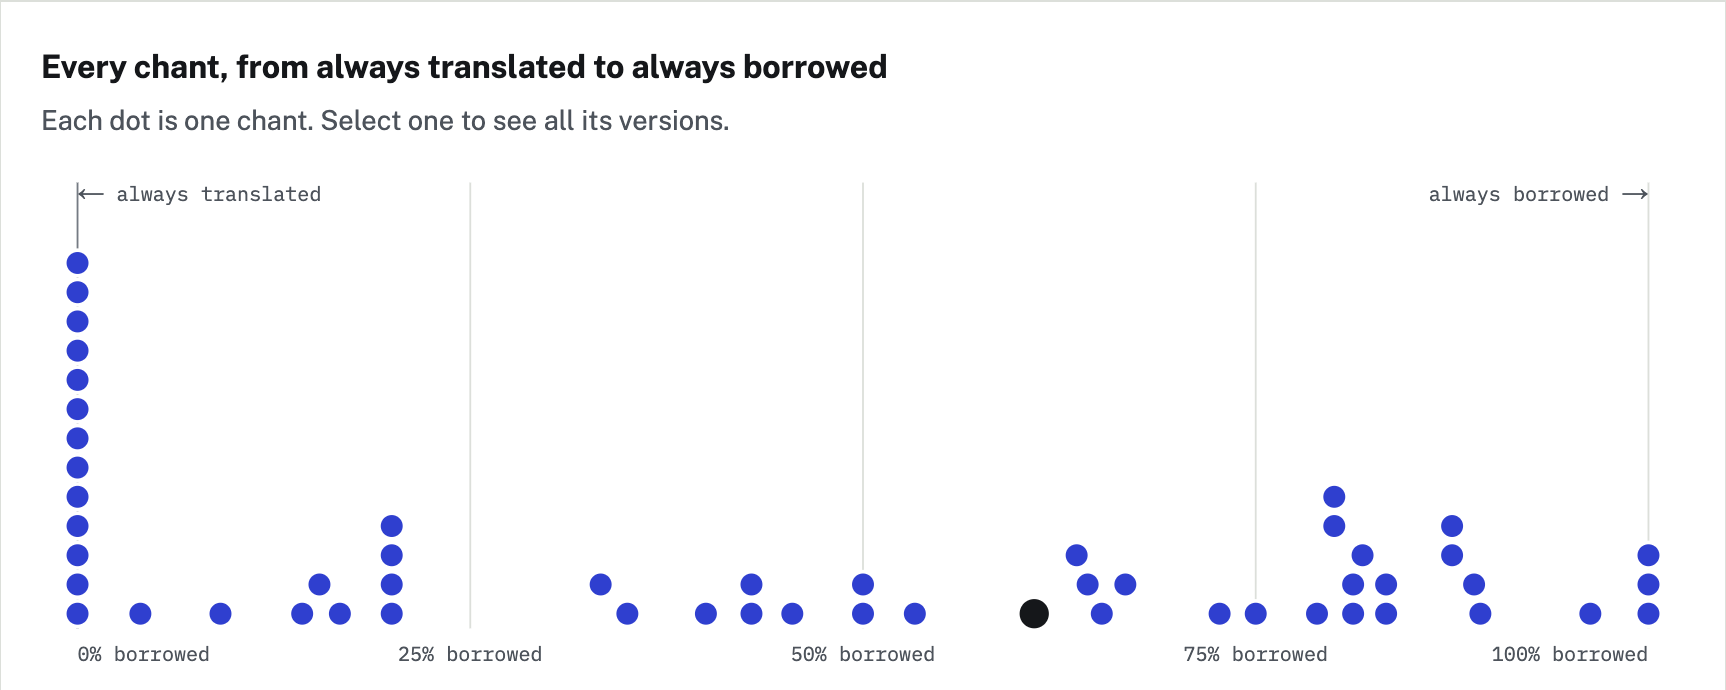 Every chant, from always translated to always borrowed
Each dot is one chant. Select one to see all its versions.
← always translated
always borrowed →
0% borrowed
25% borrowed
50% borrowed
75% borrowed
100% borrowed